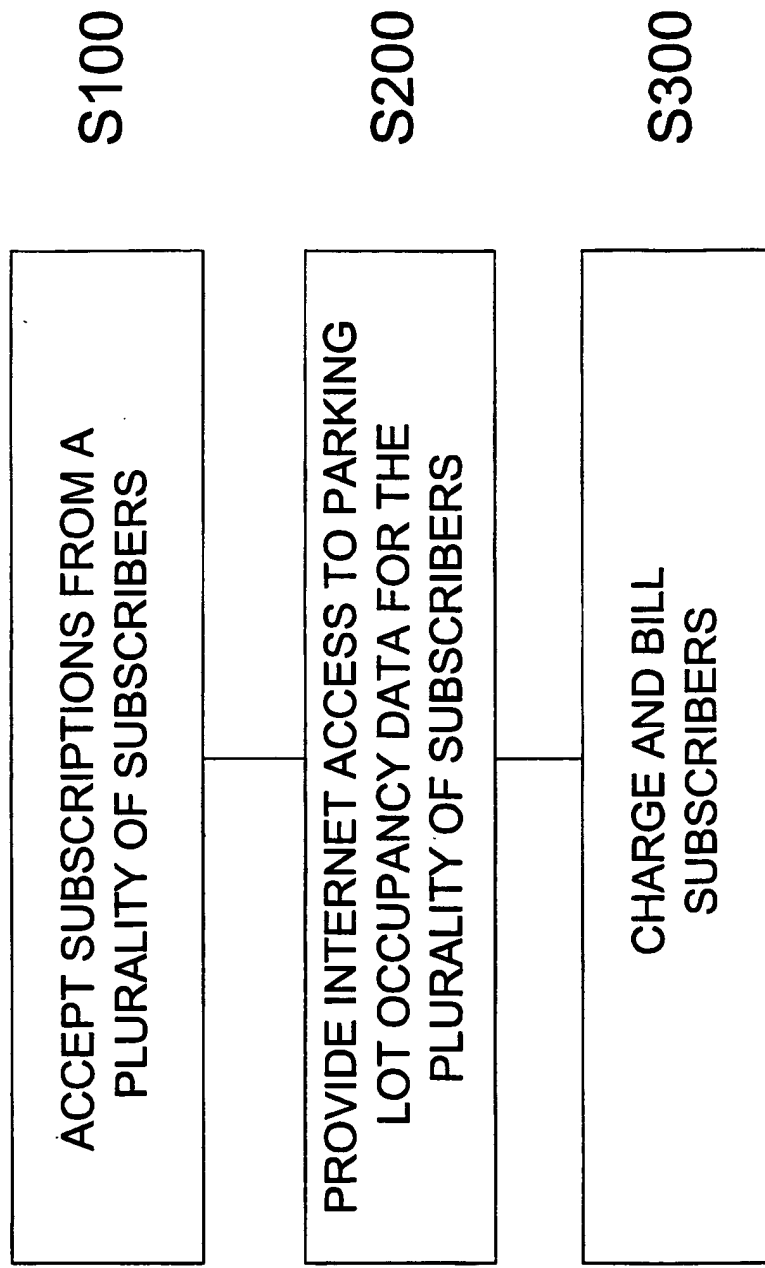 ACCEPT SUBSCRIPTIONS FROM A
PLURALITY OF SUBSCRIBERS
S100
PROVIDE INTERNET ACCESS TO PARKING
LOT OCCUPANCY DATA FOR THE
PLURALITY OF SUBSCRIBERS
S200
CHARGE AND BILL
SUBSCRIBERS
S300